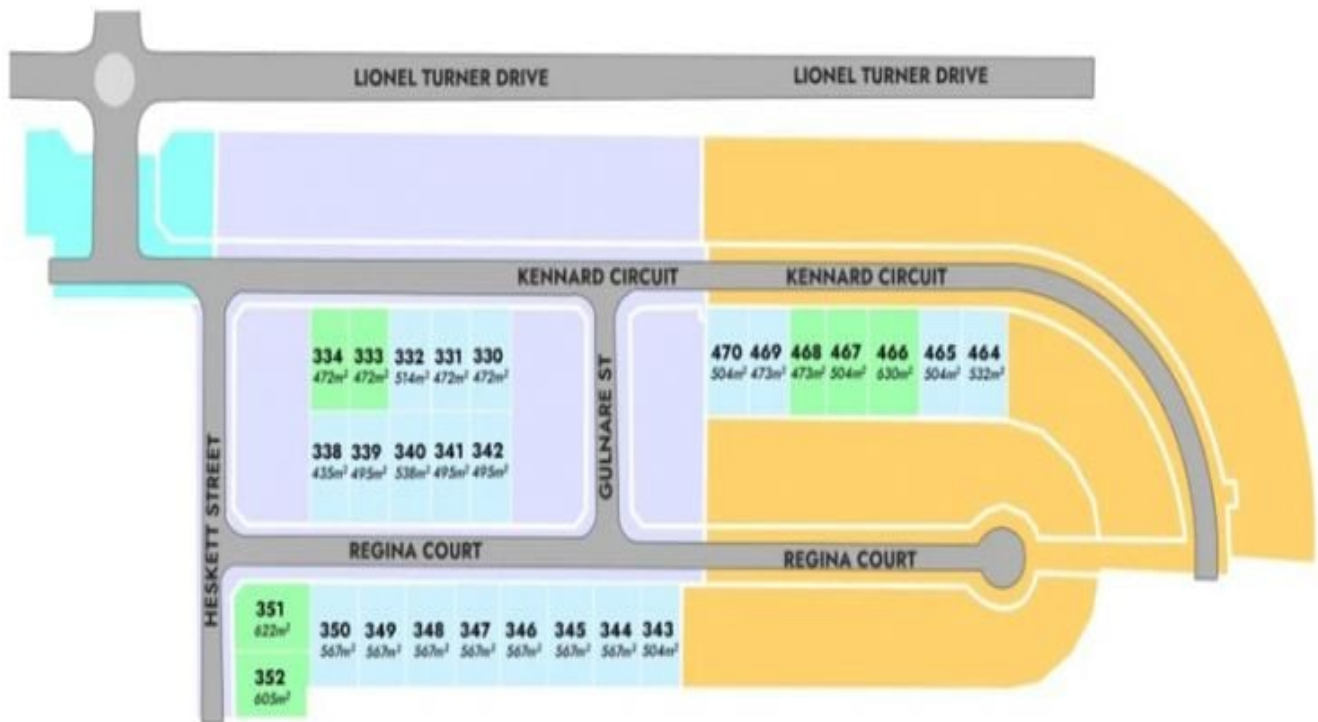 LIONEL TURNER DRIVE LIONEL TURNER DRIVE
KENNARD CIRCUIT KENNARD CIRCUIT
334 333 332 331 330
472m² 472m² 514m² 472m² 472m²
470 469 468 467 466 465 464
504m² 473m² 473m² 504m² 630m² 504m² 532m²
GULNARE ST
338 339 340 341 342
435m² 495m² 538m² 495m² 495m²
HESKETT STREET
REGINA COURT REGINA COURT
351
622m²
350 349 348 347 346 345 344 343
567m² 567m² 567m² 567m² 567m² 567m² 567m² 504m²
352
605m²